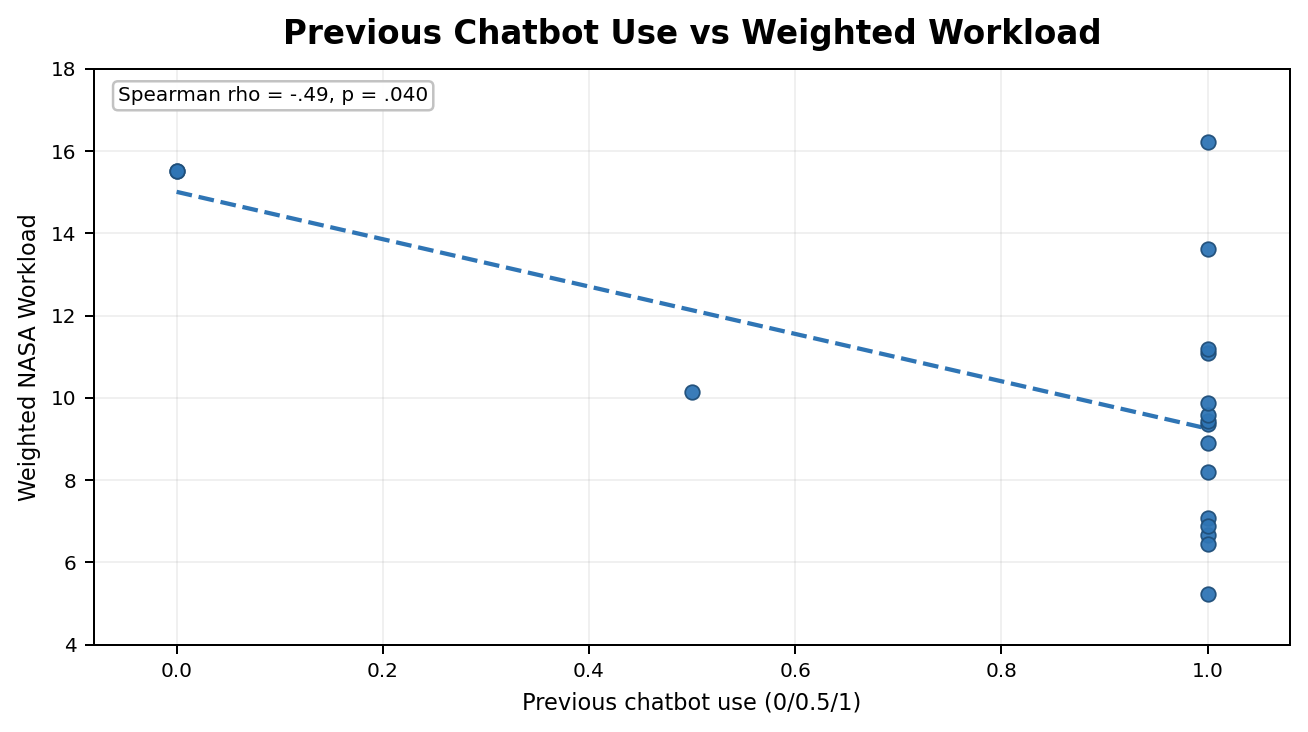 Previous Chatbot Use vs Weighted Workload
Spearman rho = -.49, p = .040
Weighted NASA Workload
18
16
14
12
10
8
6
4
0.0 0.2 0.4 0.6 0.8 1.0
Previous chatbot use (0/0.5/1)